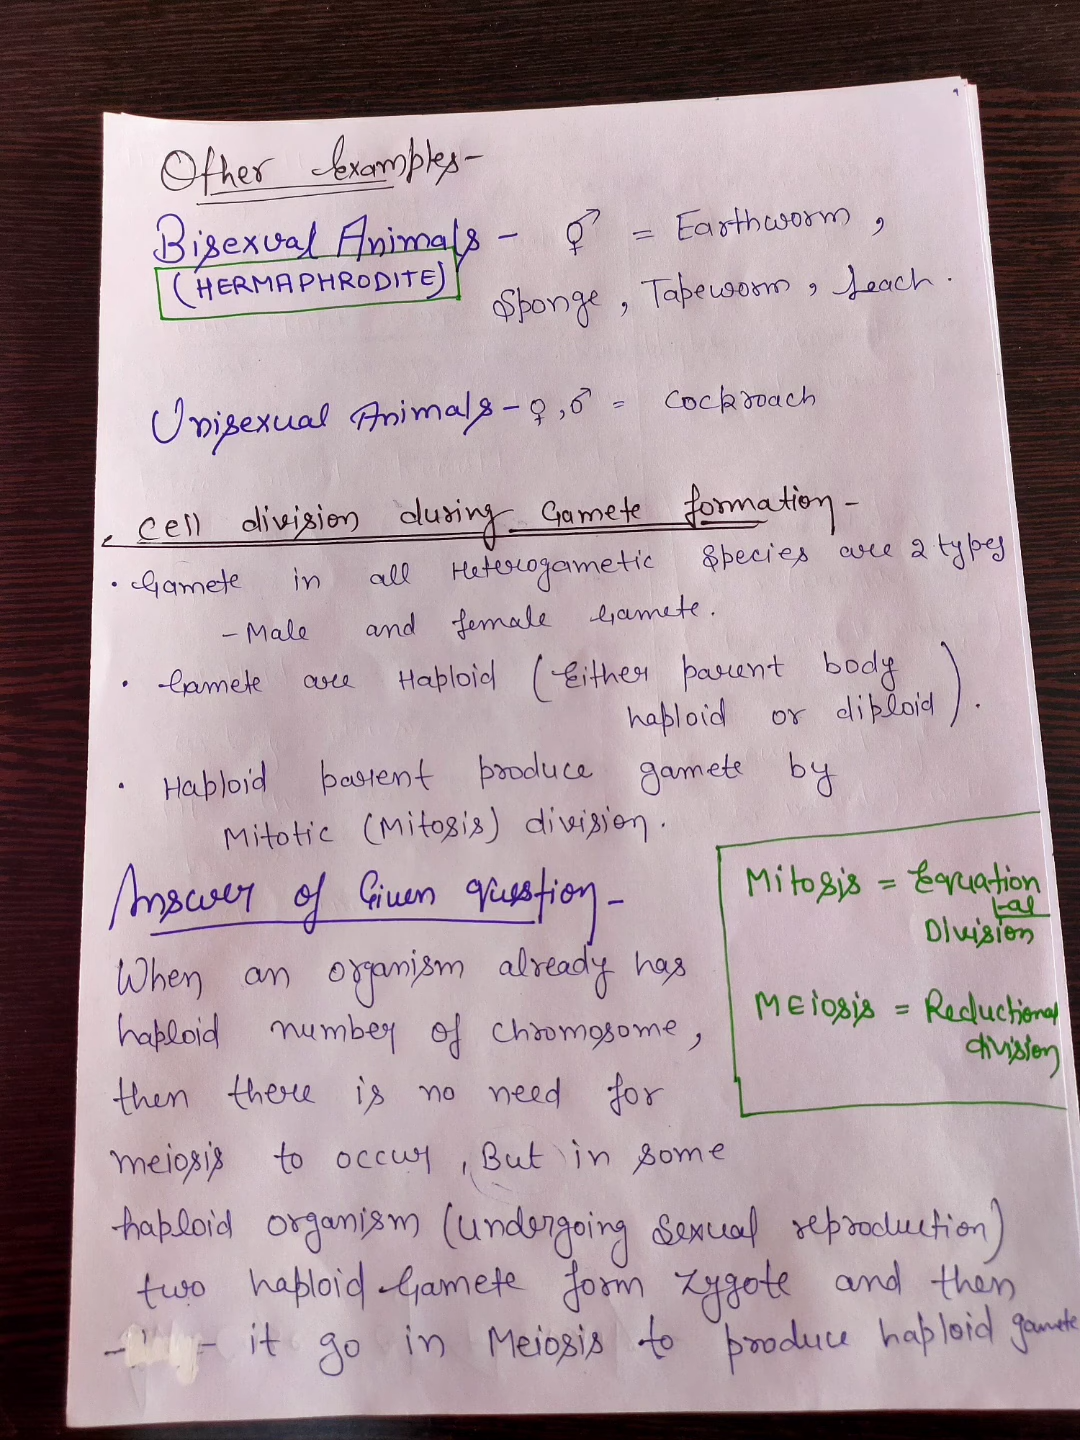 Other Examples-
Bisexual Animals - ⚥ = Earthworm,
(HERMAPHRODITE)
Sponge, Tapeworm, Leach.
Unisexual Animals - ♀, ♂ = Cockroach
Cell division during Gamete formation -
• Gamete in all Heterogametic species are 2 types
- Male and female Gamete.
• Gamete are Haploid (Either parent body
haploid or diploid).
• Haploid parent produce gamete by
Mitotic (Mitosis) division.
Answer of Given question -
Mitosis = Equation
-al
Division
Meiosis = Reductional
division
When an organism already has
haploid number of chromosome,
then there is no need for
meiosis to occur, But in some
haploid organism (undergoing sexual reproduction)
two haploid Gamete form zygote and then
- - it go in Meiosis to produce haploid gamete